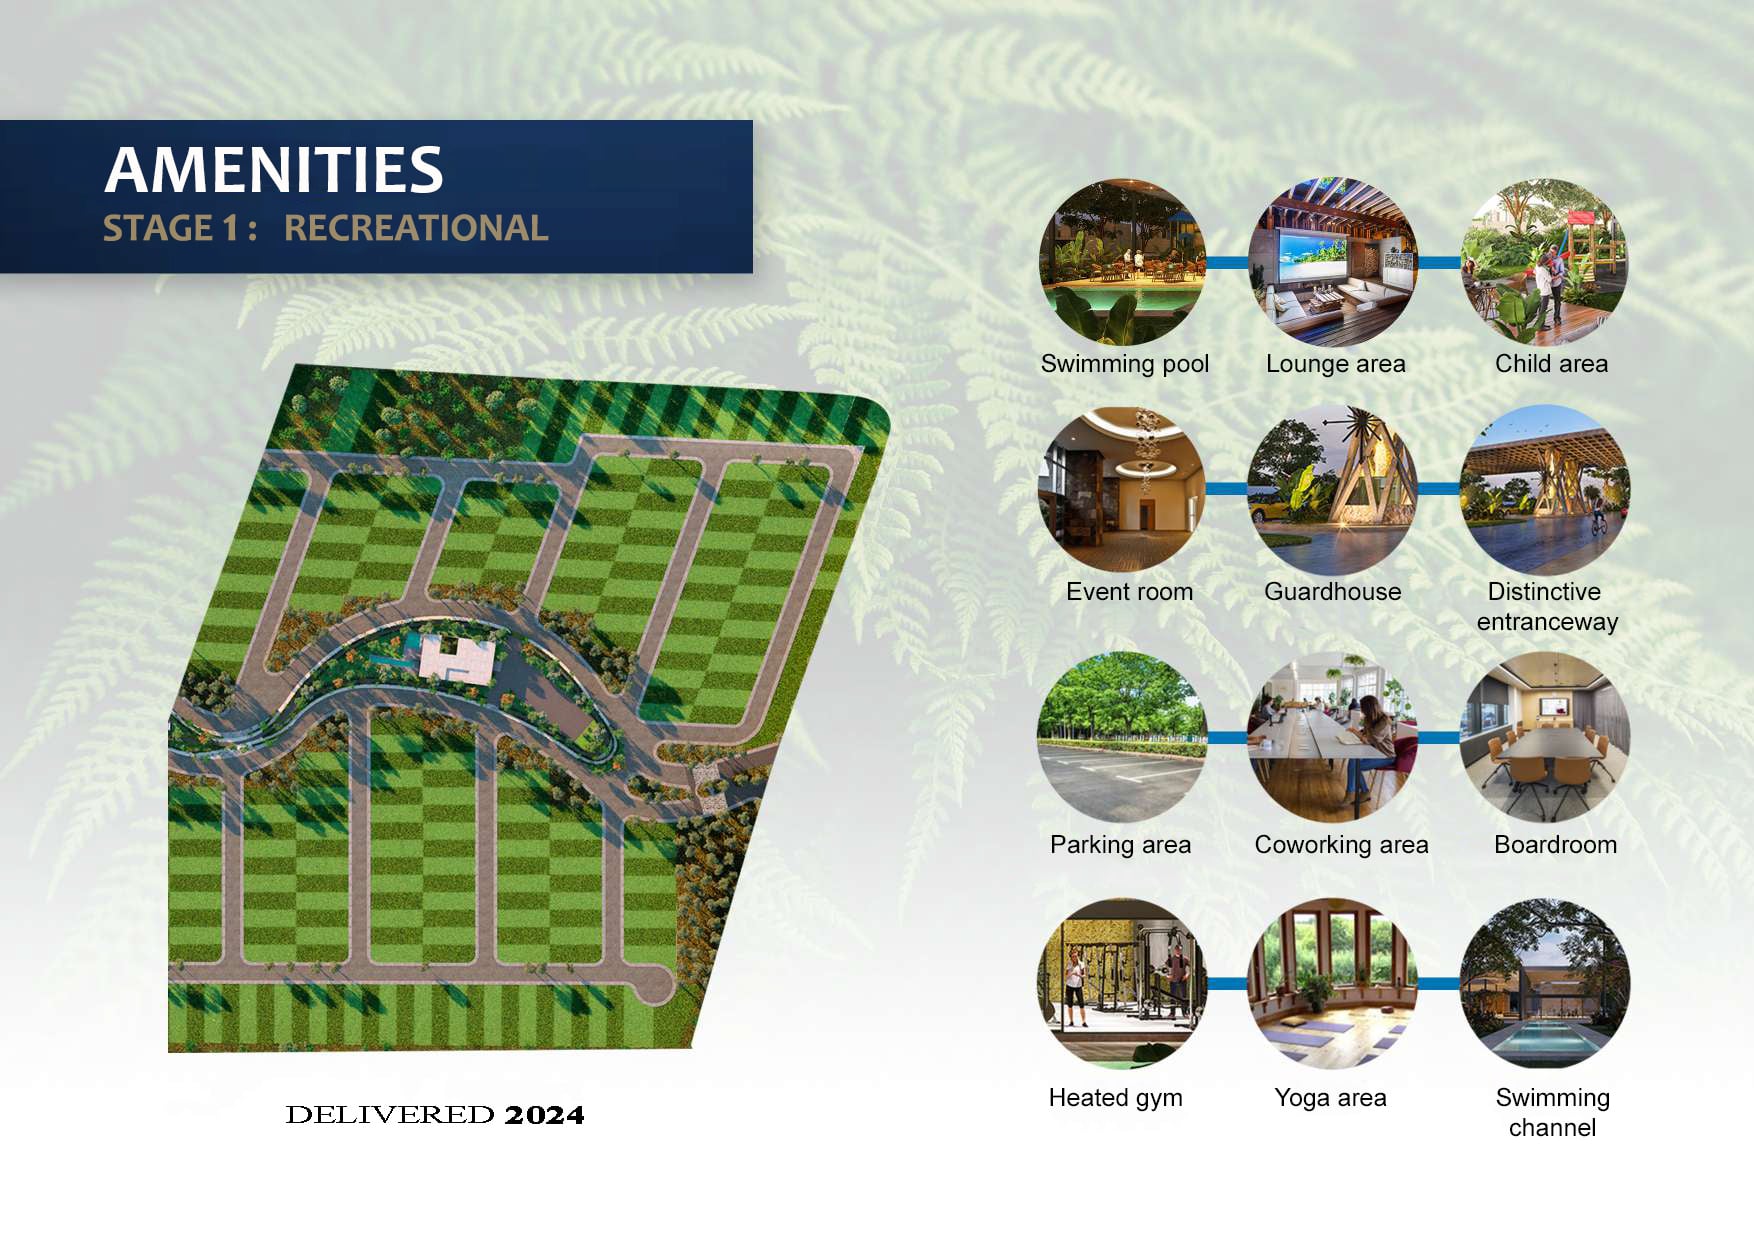 AMENITIES
STAGE 1 : RECREATIONAL
Swimming pool
Lounge area
Child area
Event room
Guardhouse
Distinctive
entranceway
Parking area
Coworking area
Boardroom
Heated gym
Yoga area
Swimming
channel
DELIVERED 2024